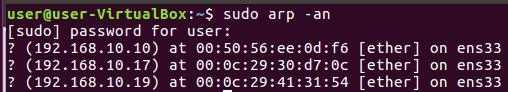 user@user-VirtualBox:~$ sudo arp -an
[sudo] password for user:
? (192.168.10.10) at 00:50:56:ee:0d:f6 [ether] on ens33
? (192.168.10.17) at 00:0c:29:30:d7:0c [ether] on ens33
? (192.168.10.19) at 00:0c:29:41:31:54 [ether] on ens33